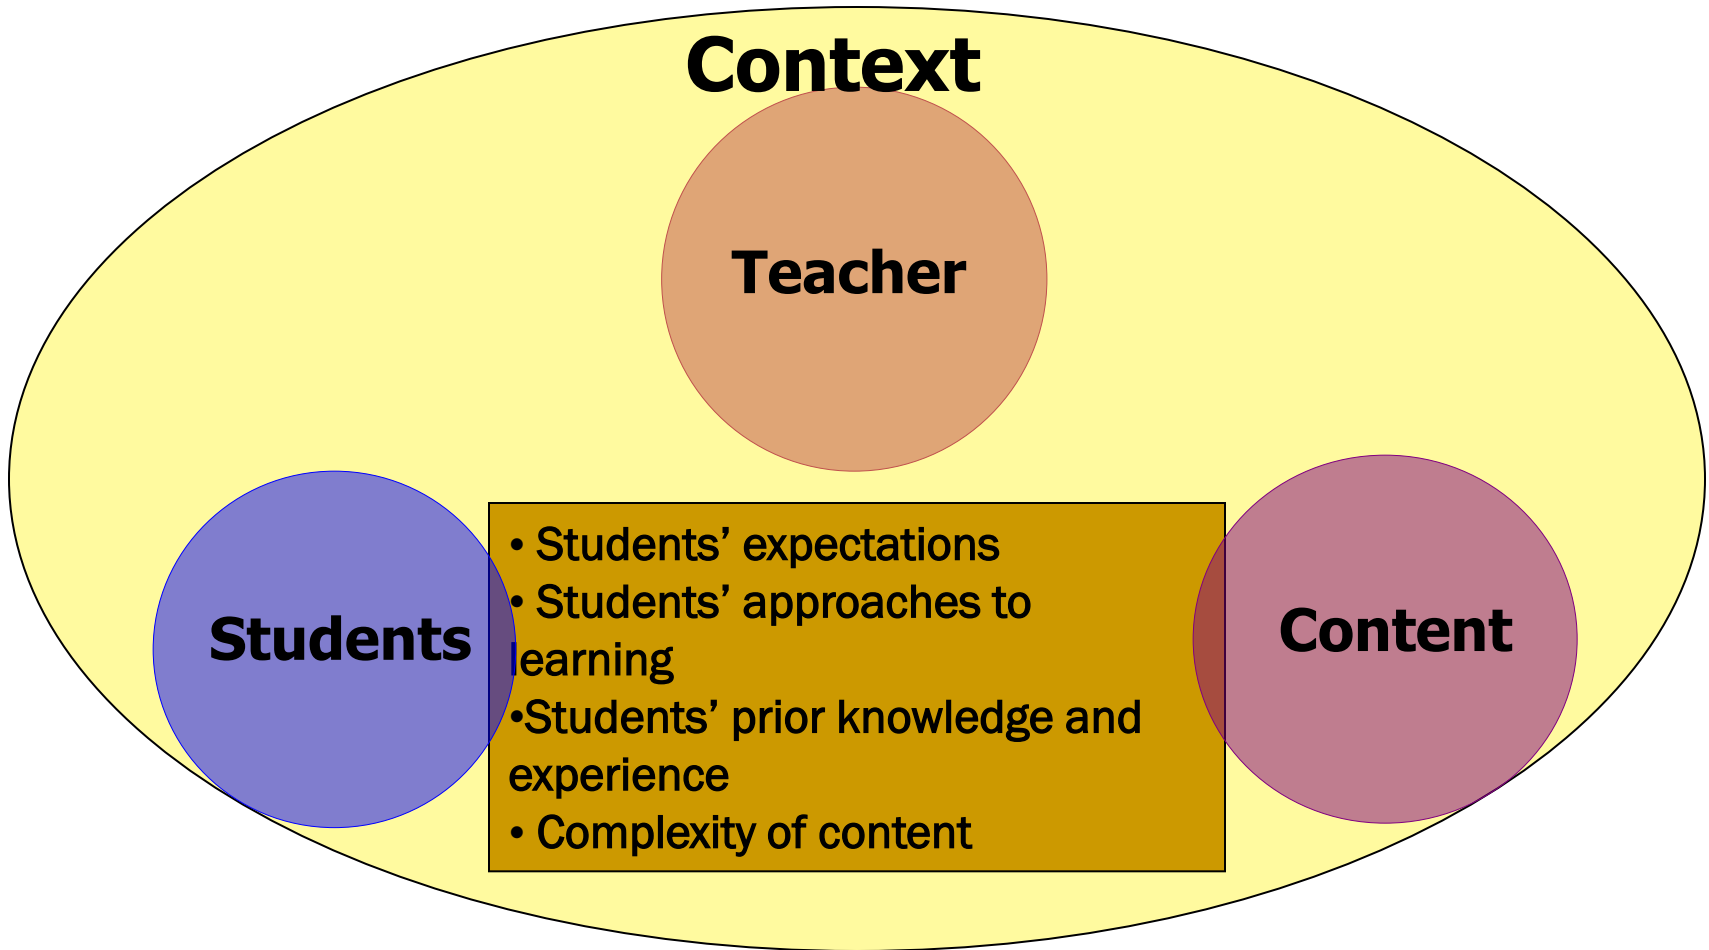 Context
Teacher
Students
• Students’ expectations
• Students’ approaches to
learning
•Students’ prior knowledge and
experience
• Complexity of content
Content